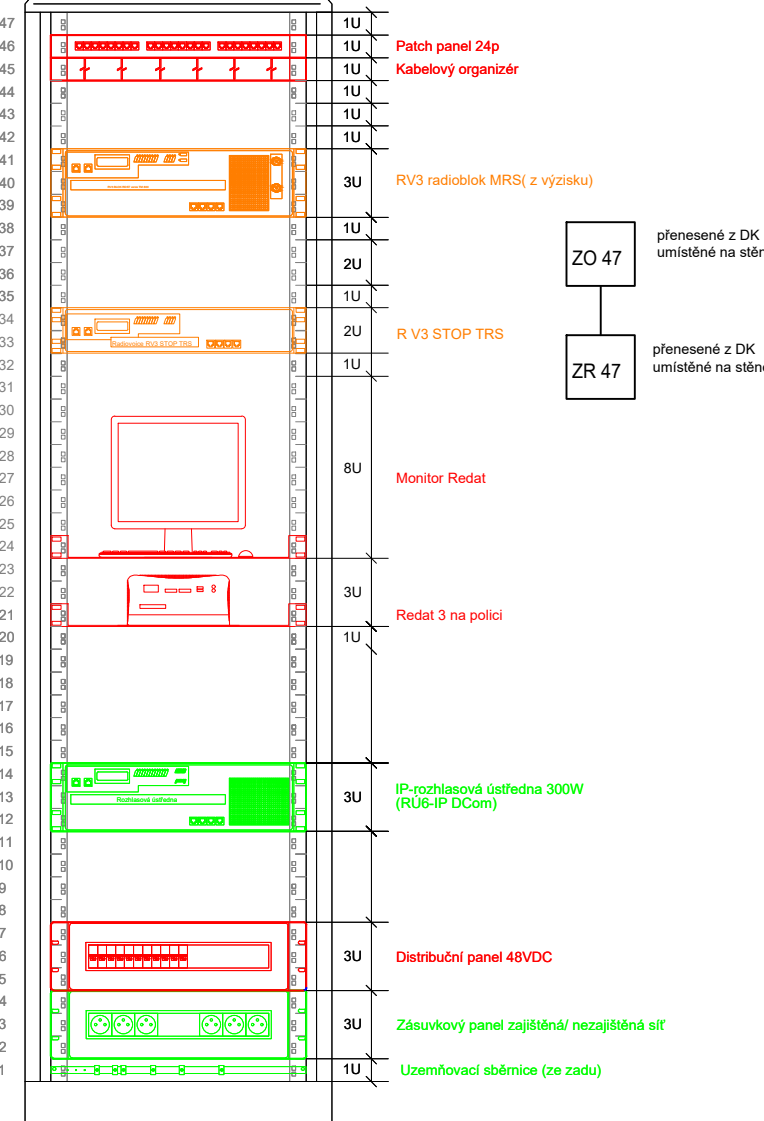 47 1U
46 1U Patch panel 24p
45 1U Kabelový organizér
44 1U
43 1U
42 1U
41
40 3U RV3 radioblok MRS( z výzisku)
39
38 1U
přenesené z DK
umístěné na stěn
ZO 47
37
36 2U
35 1U
34
33 2U R V3 STOP TRS
Radiovojce RV3 STOP TRS
přenesené z DK
umístěné na stěn
ZR 47
32 1U
31
30
29
28
27 8U Monitor Redat
26
25
24
23
22 3U
21 Redat 3 na polici
20 1U
19
18
17
16
15
14
13 3U IP-rozhlasová ústředna 300W
(RÚ6-IP DCom)
Rozhlasová ústředna
12
11
10
9
8
7
6 3U Distribuční panel 48VDC
5
4
3 3U Zásuvkový panel zajištěná/ nezajištěná síť
2
1 1U Uzemňovací sběrnice (ze zadu)